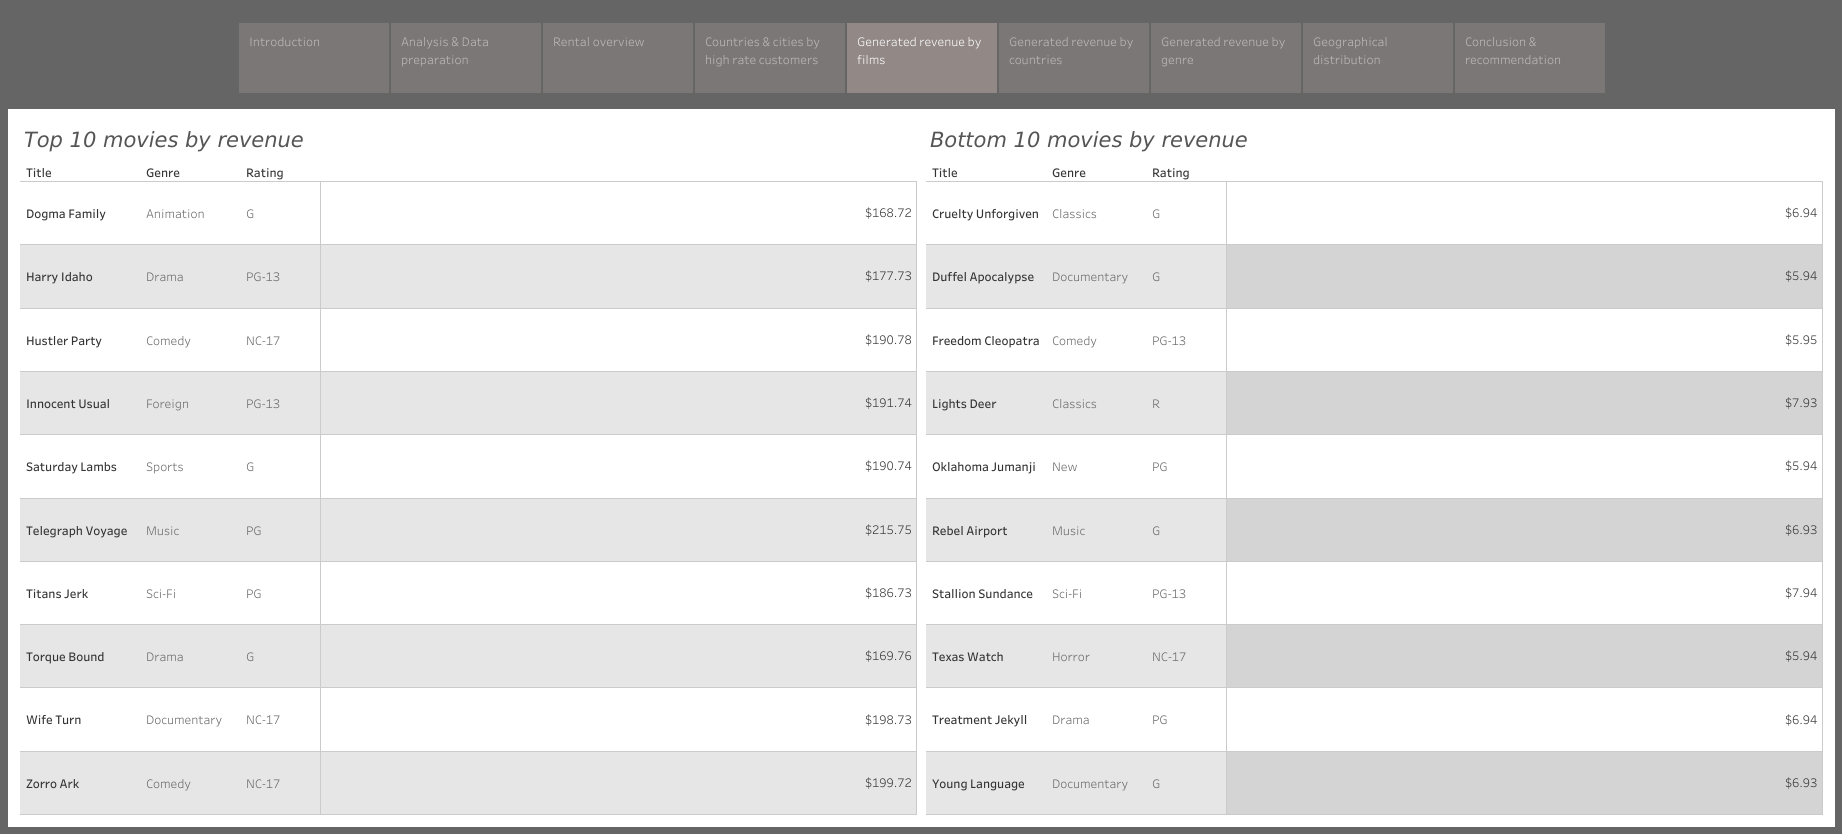 Introduction
Analysis & Data
preparation
Rental overview
Countries & cities by
high rate customers
Generated revenue by
films
Generated revenue by
countries
Generated revenue by
genre
Geographical
distribution
Conclusion &
recommendation
Top 10 movies by revenue
Title Genre Rating
Dogma Family Animation G $168.72
Harry Idaho Drama PG-13 $177.73
Hustler Party Comedy NC-17 $190.78
Innocent Usual Foreign PG-13 $191.74
Saturday Lambs Sports G $190.74
Telegraph Voyage Music PG $215.75
Titans Jerk Sci-Fi PG $186.73
Torque Bound Drama G $169.76
Wife Turn Documentary NC-17 $198.73
Zorro Ark Comedy NC-17 $199.72
Bottom 10 movies by revenue
Title Genre Rating
Cruelty Unforgiven Classics G $6.94
Duffel Apocalypse Documentary G $5.94
Freedom Cleopatra Comedy PG-13 $5.95
Lights Deer Classics R $7.93
Oklahoma Jumanji New PG $5.94
Rebel Airport Music G $6.93
Stallion Sundance Sci-Fi PG-13 $7.94
Texas Watch Horror NC-17 $5.94
Treatment Jekyll Drama PG $6.94
Young Language Documentary G $6.93